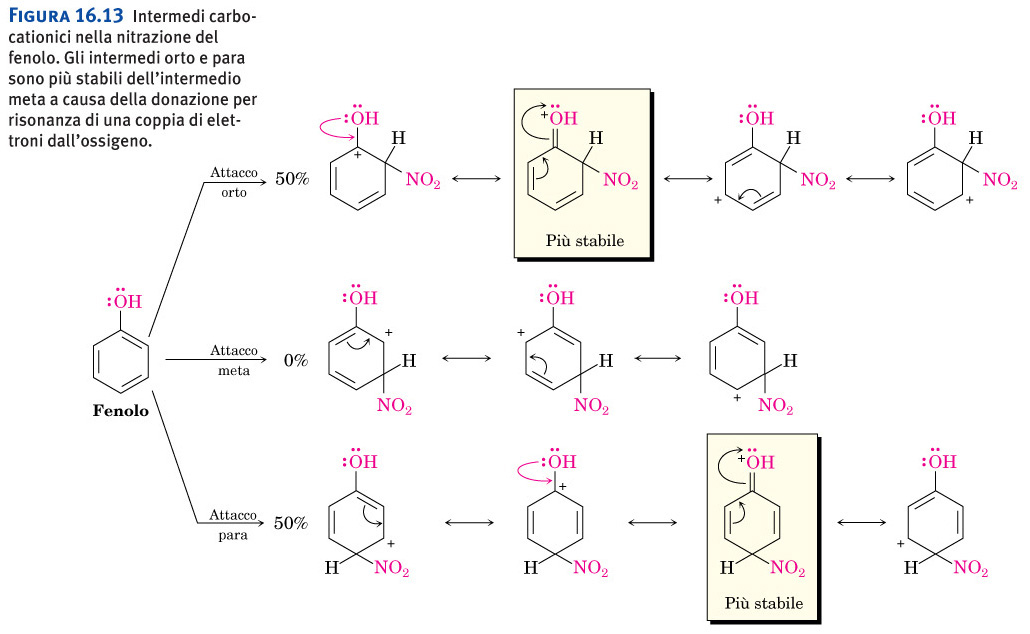 FIGURA 16.13 Intermedi carbo-
cationici nella nitrazione del
fenolo. Gli intermedi orto e para
sono più stabili dell'intermedio
meta a causa della donazione per
risonanza di una coppia di elet-
troni dall'ossigeno.
Attacco
orto
50%
:ÖH
+
H
NO2
+
:ÖH
H
NO2
Più stabile
:ÖH
H
NO2
+
:ÖH
H
NO2
+
:ÖH
Fenolo
Attacco
meta
0%
:ÖH
+
H
NO2
:ÖH
+
H
NO2
:ÖH
H
+
NO2
Attacco
para
50%
:ÖH
+
H
NO2
:ÖH
+
H
NO2
+
:ÖH
H
NO2
Più stabile
:ÖH
+
H
NO2